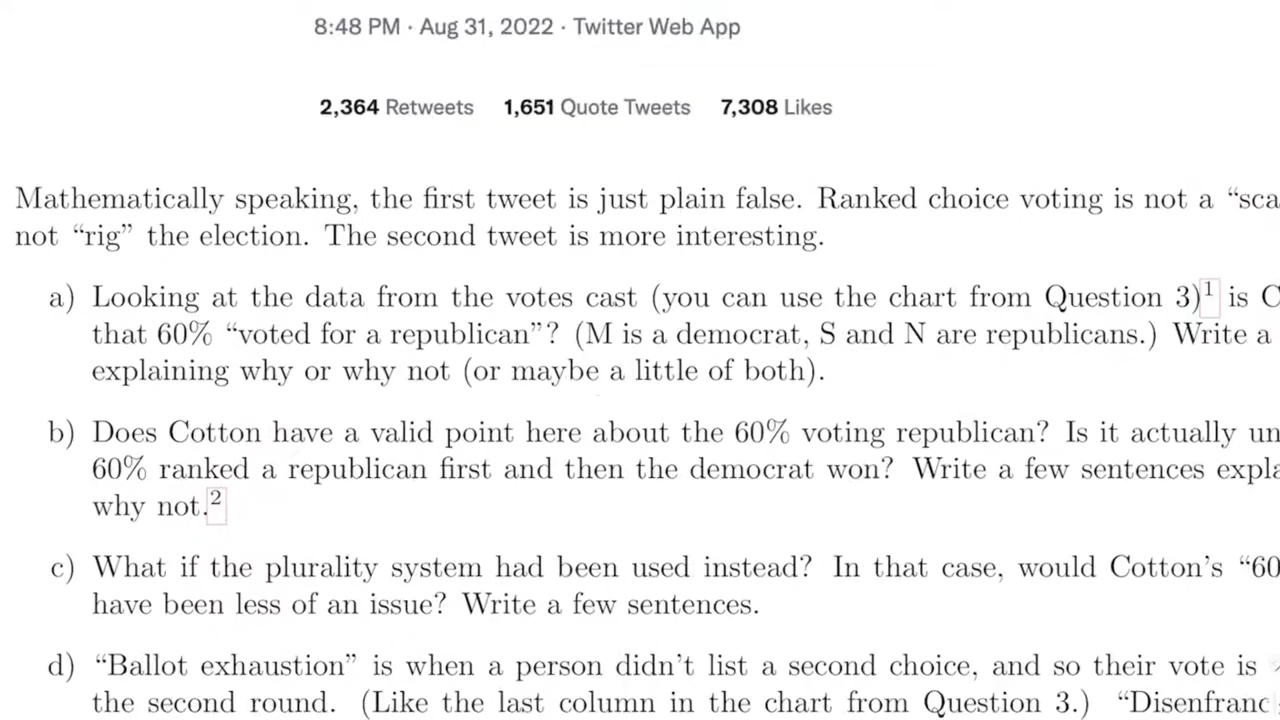 8:48 PM · Aug 31, 2022 · Twitter Web App
2,364 Retweets 1,651 Quote Tweets 7,308 Likes
Mathematically speaking, the first tweet is just plain false. Ranked choice voting is not a “sca
not “rig” the election. The second tweet is more interesting.
a) Looking at the data from the votes cast (you can use the chart from Question 3)1 is C
that 60% “voted for a republican”? (M is a democrat, S and N are republicans.) Write a
explaining why or why not (or maybe a little of both).
b) Does Cotton have a valid point here about the 60% voting republican? Is it actually un
60% ranked a republican first and then the democrat won? Write a few sentences expla
why not.2
c) What if the plurality system had been used instead? In that case, would Cotton’s “60
have been less of an issue? Write a few sentences.
d) “Ballot exhaustion” is when a person didn’t list a second choice, and so their vote is
the second round. (Like the last column in the chart from Question 3.) “Disenfranc